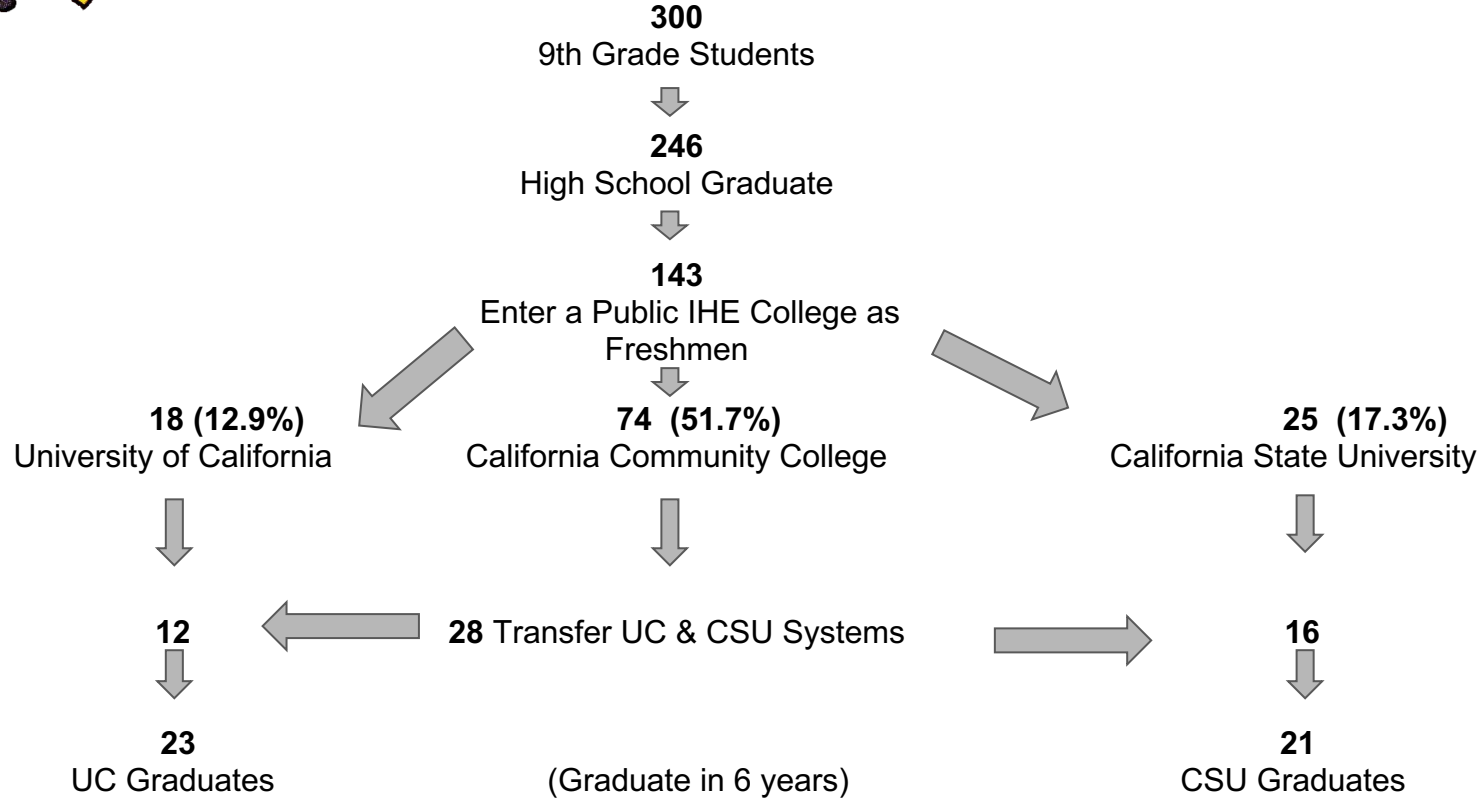 300
9th Grade Students
246
High School Graduate
143
Enter a Public IHE College as
Freshmen
18 (12.9%)
University of California
74 (51.7%)
California Community College
25 (17.3%)
California State University
12
28 Transfer UC & CSU Systems
16
23
UC Graduates
(Graduate in 6 years)
21
CSU Graduates